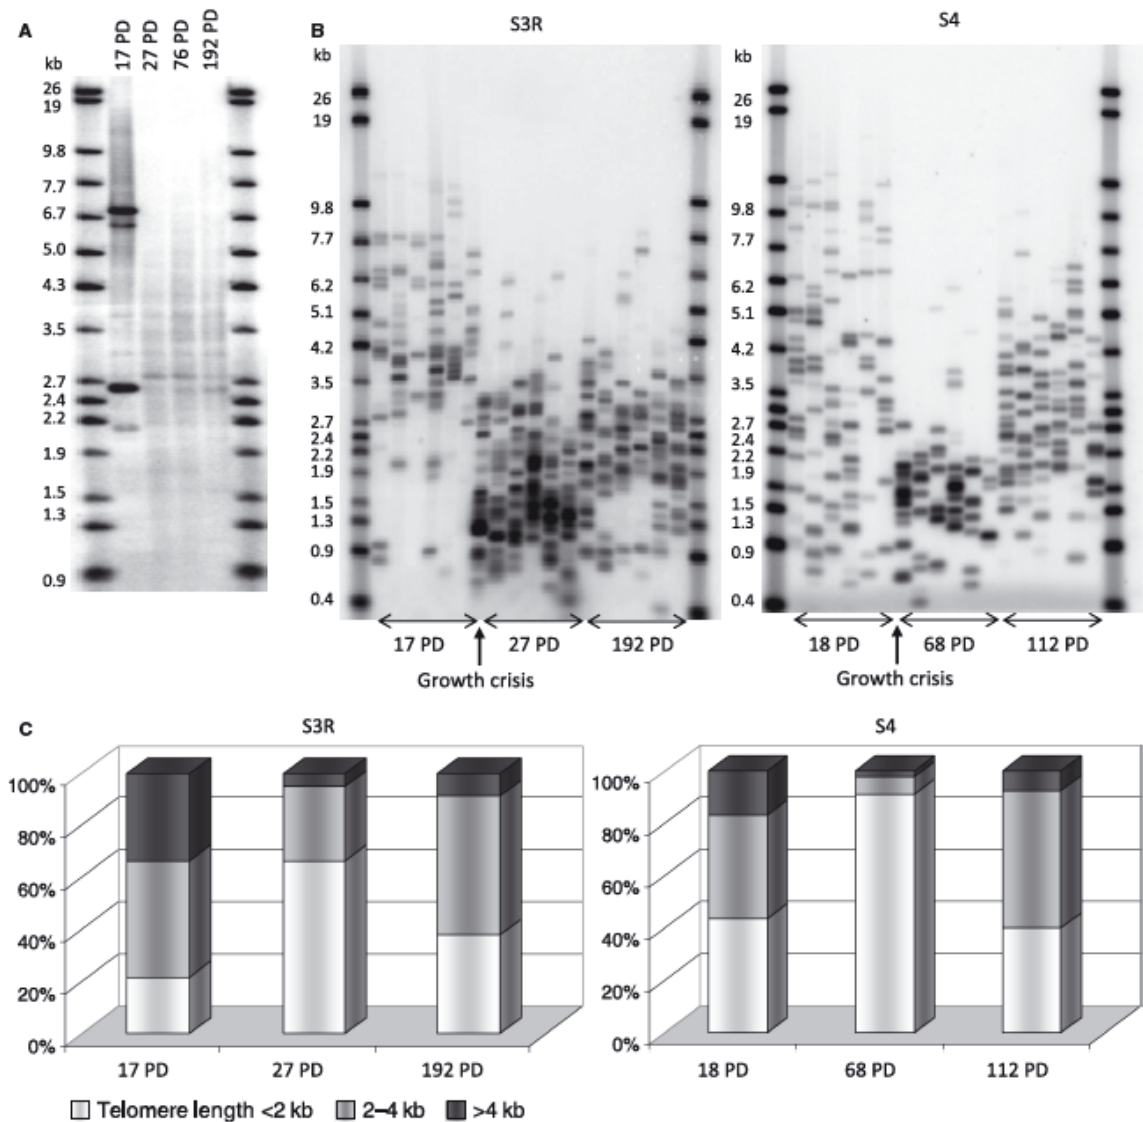 A
17 PD
27 PD
76 PD
192 PD
kb
26
19
9.8
7.7
6.7
5.0
4.3
3.5
2.7
2.4
2.2
1.9
1.5
1.3
0.9
B
S3R
kb
26
19
9.8
7.7
6.2
5.1
4.2
3.5
2.7
2.4
2.2
1.9
1.5
1.3
0.9
0.4
17 PD
27 PD
192 PD
Growth crisis
S4
kb
26
19
9.8
7.7
6.2
5.1
4.2
3.5
2.7
2.4
2.2
1.9
1.5
1.3
0.9
0.4
18 PD
68 PD
112 PD
Growth crisis
C
S3R
100%
80%
60%
40%
20%
0%
17 PD
27 PD
192 PD
S4
100%
80%
60%
40%
20%
0%
18 PD
68 PD
112 PD
Telomere length <2 kb
2–4 kb
>4 kb